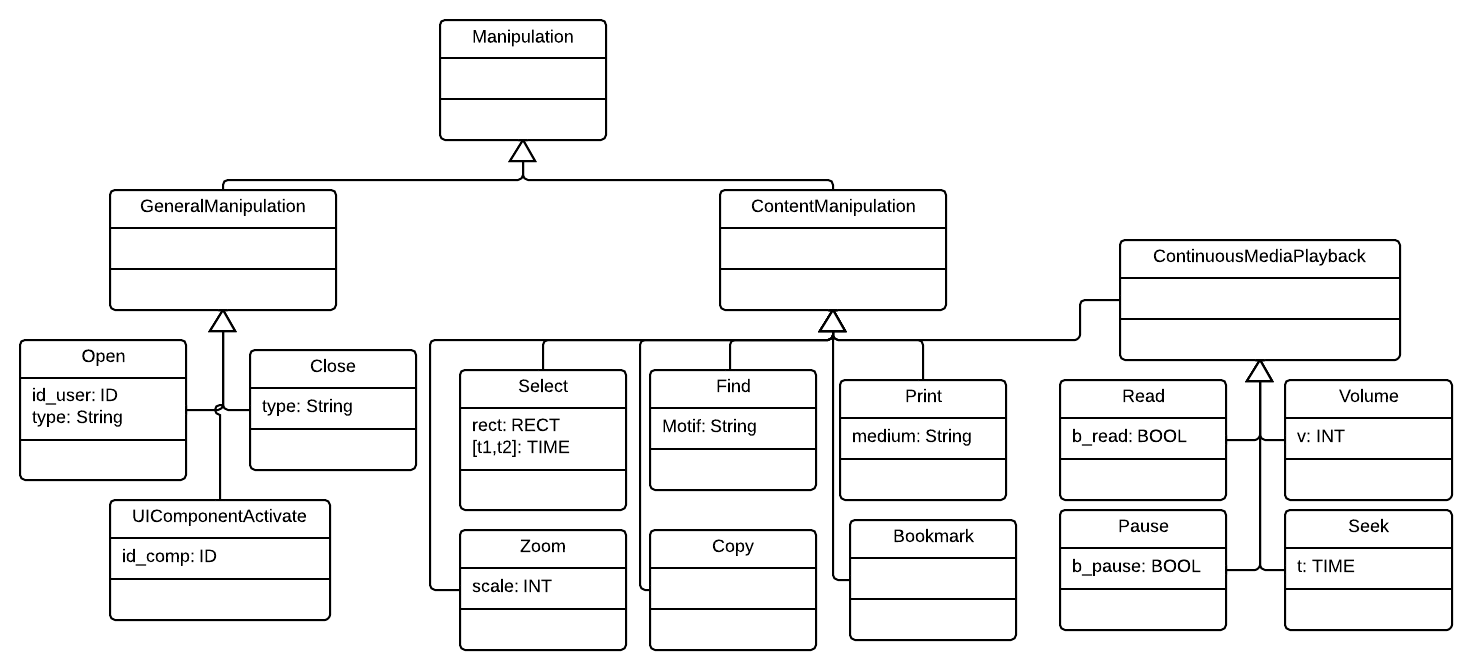 Manipulation
GeneralManipulation
ContentManipulation
ContinuousMediaPlayback
Open
id_user: ID
type: String
Close
type: String
UIComponentActivate
id_comp: ID
Select
rect: RECT
[t1,t2]: TIME
Find
Motif: String
Print
medium: String
Zoom
scale: INT
Copy
Bookmark
Read
b_read: BOOL
Volume
v: INT
Pause
b_pause: BOOL
Seek
t: TIME